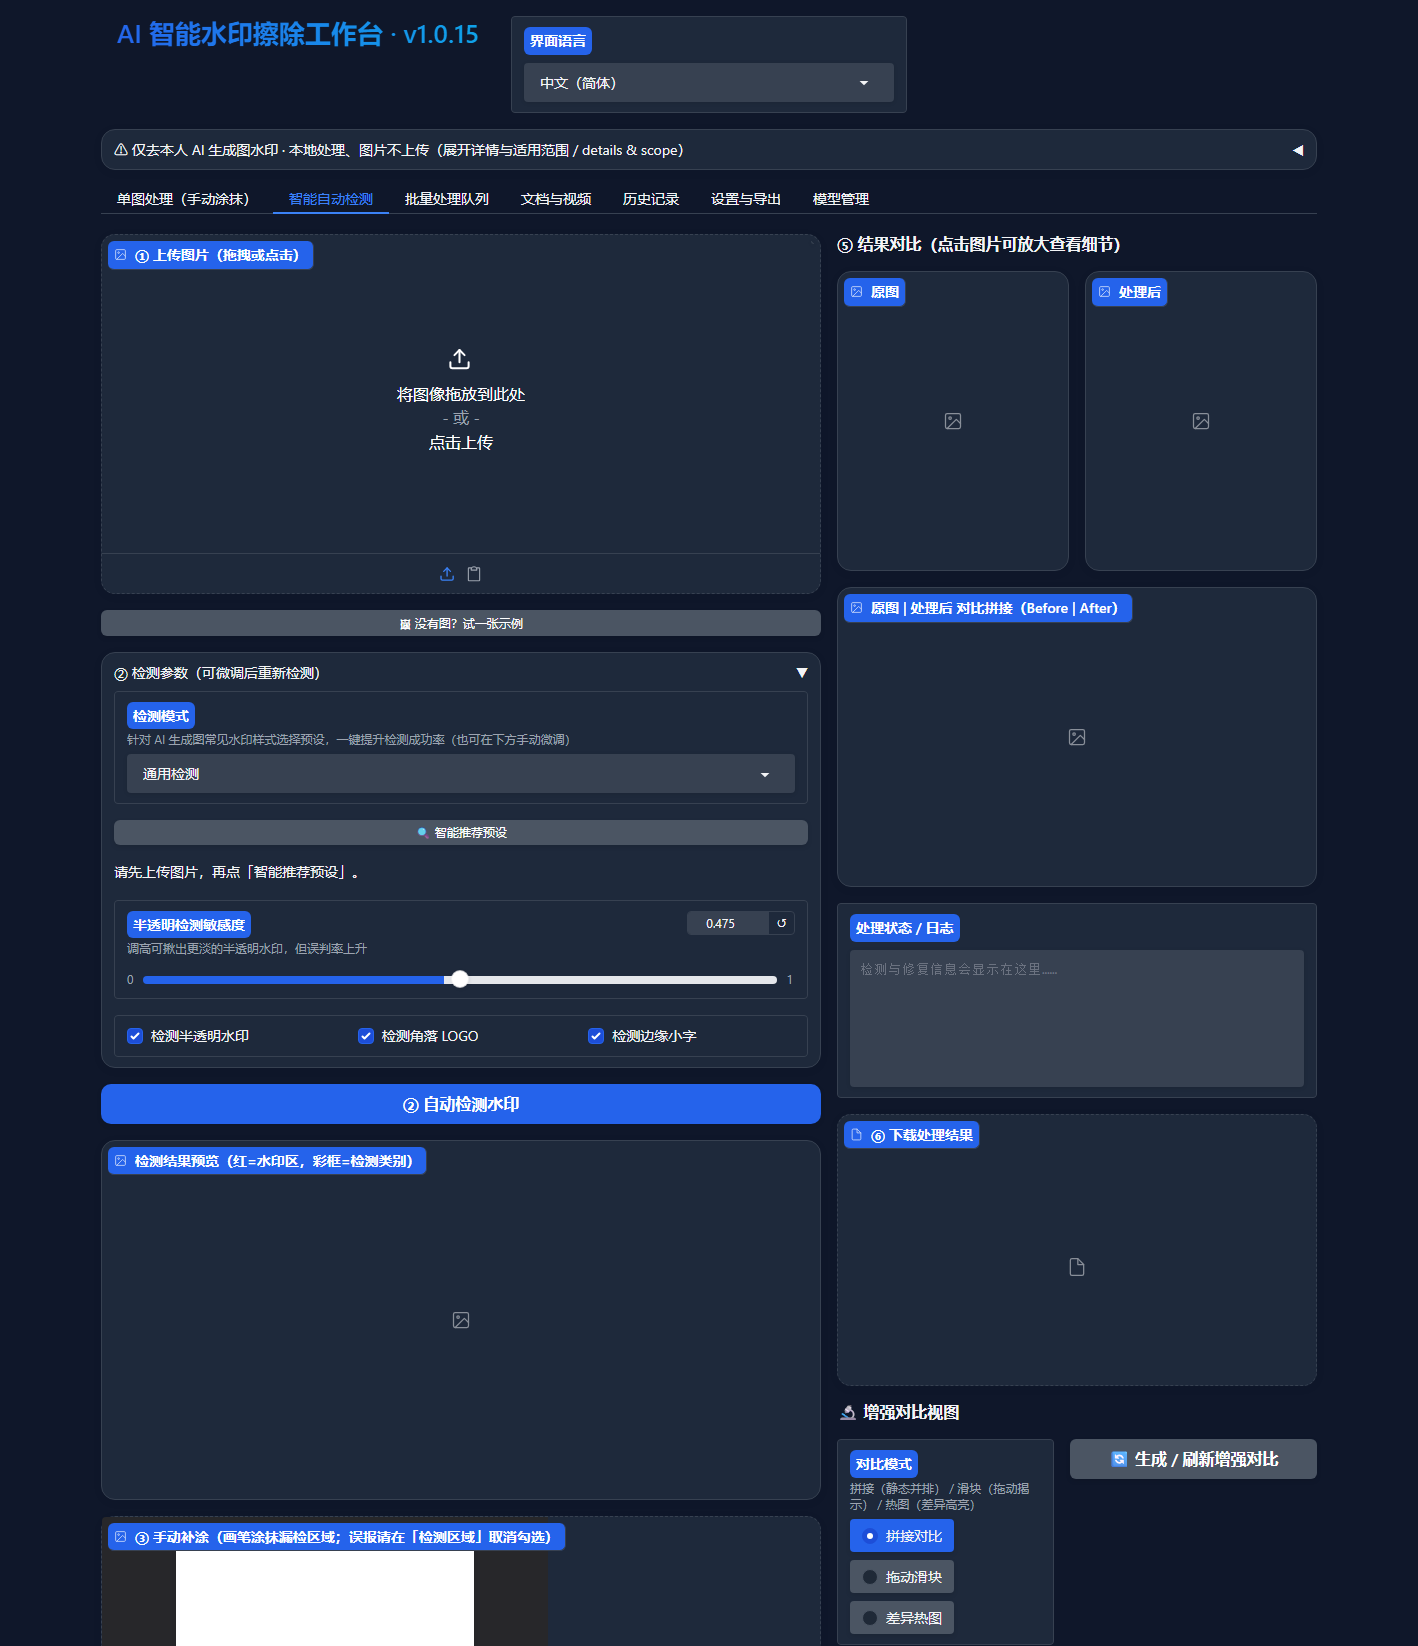 AI 智能水印擦除工作台 · v1.0.15
界面语言
中文（简体）
⚠ 仅去本人 AI 生成图水印 · 本地处理、图片不上传（展开详情与适用范围 / details & scope）
单图处理（手动涂抹）
智能自动检测
批量处理队列
文档与视频
历史记录
设置与导出
模型管理
① 上传图片（拖拽或点击）
将图像拖放到此处
- 或 -
点击上传
没有图？试一张示例
② 检测参数（可微调后重新检测）
检测模式
针对 AI 生成图常见水印样式选择预设，一键提升检测成功率（也可在下方手动微调）
通用检测
智能推荐预设
请先上传图片，再点「智能推荐预设」。
半透明检测敏感度
0.475
调高可揪出更淡的半透明水印，但误判率上升
0
1
检测半透明水印
检测角落 LOGO
检测边缘小字
② 自动检测水印
检测结果预览（红=水印区，彩框=检测类别）
③ 手动补涂（画笔涂抹漏检区域；误报请在「检测区域」取消勾选）
⑤ 结果对比（点击图片可放大查看细节）
原图
处理后
原图 | 处理后 对比拼接（Before | After）
处理状态 / 日志
检测与修复信息会显示在这里……
⑥ 下载处理结果
增强对比视图
对比模式
拼接（静态并排） / 滑块（拖动揭
示） / 热图（差异高亮）
拼接对比
拖动滑块
差异热图
生成 / 刷新增强对比